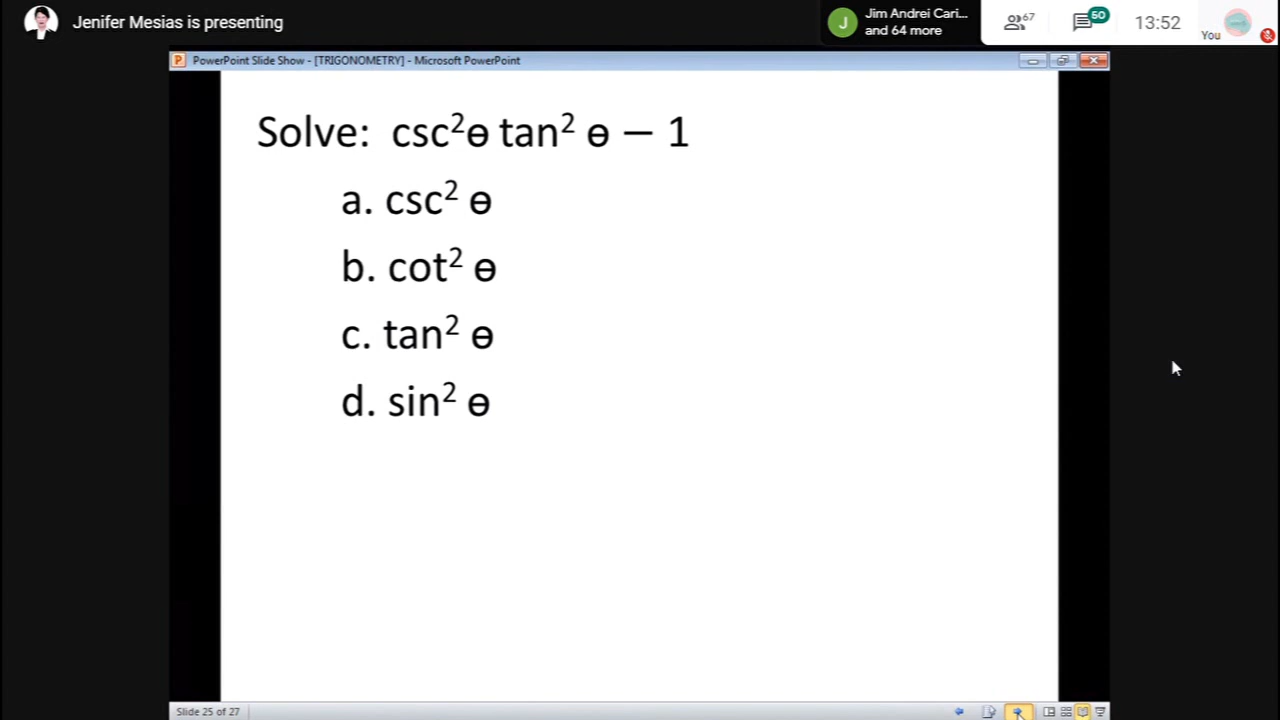 Jenifer Mesias is presenting
J
Jim Andrei Cari...
and 64 more
67
50
13:52
You
PowerPoint Slide Show - [TRIGONOMETRY] - Microsoft PowerPoint
Solve: csc²ɵ tan² ɵ – 1
a. csc² ɵ
b. cot² ɵ
c. tan² ɵ
d. sin² ɵ
Slide 25 of 27